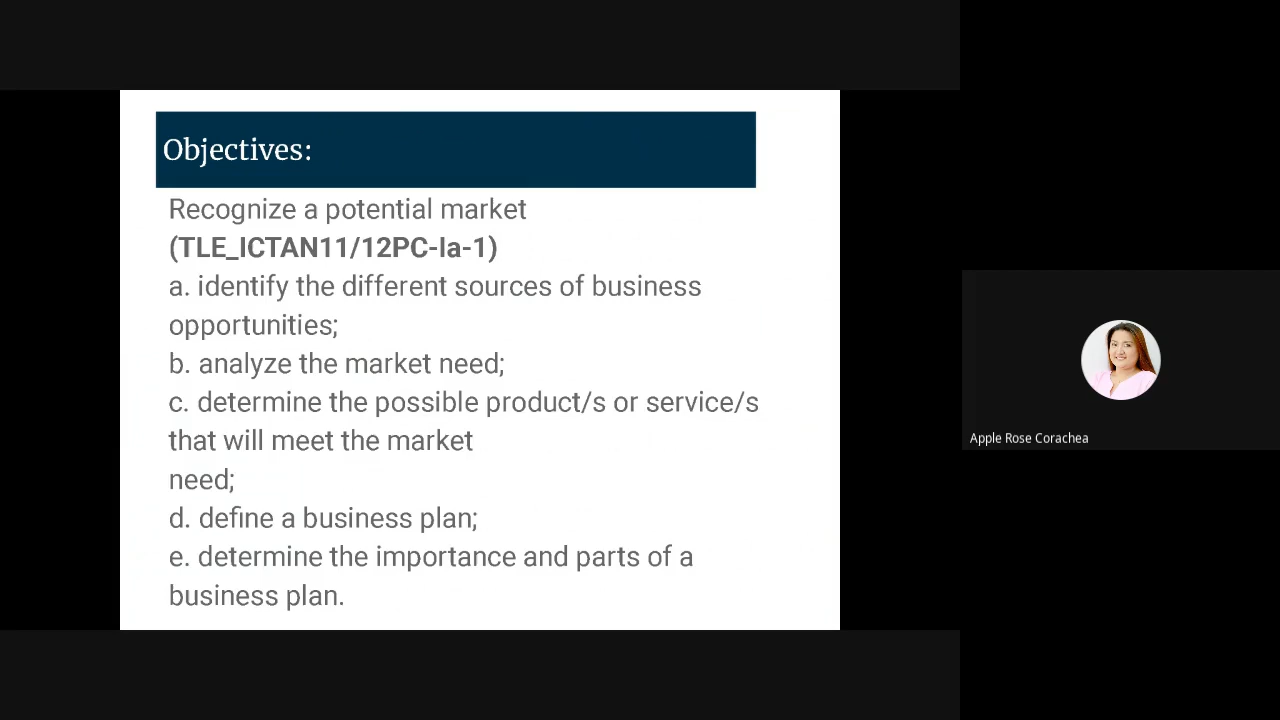 Objectives:
Recognize a potential market
(TLE_ICTAN11/12PC-Ia-1)
a. identify the different sources of business
opportunities;
b. analyze the market need;
c. determine the possible product/s or service/s
that will meet the market
need;
d. define a business plan;
e. determine the importance and parts of a
business plan.
Apple Rose Corachea